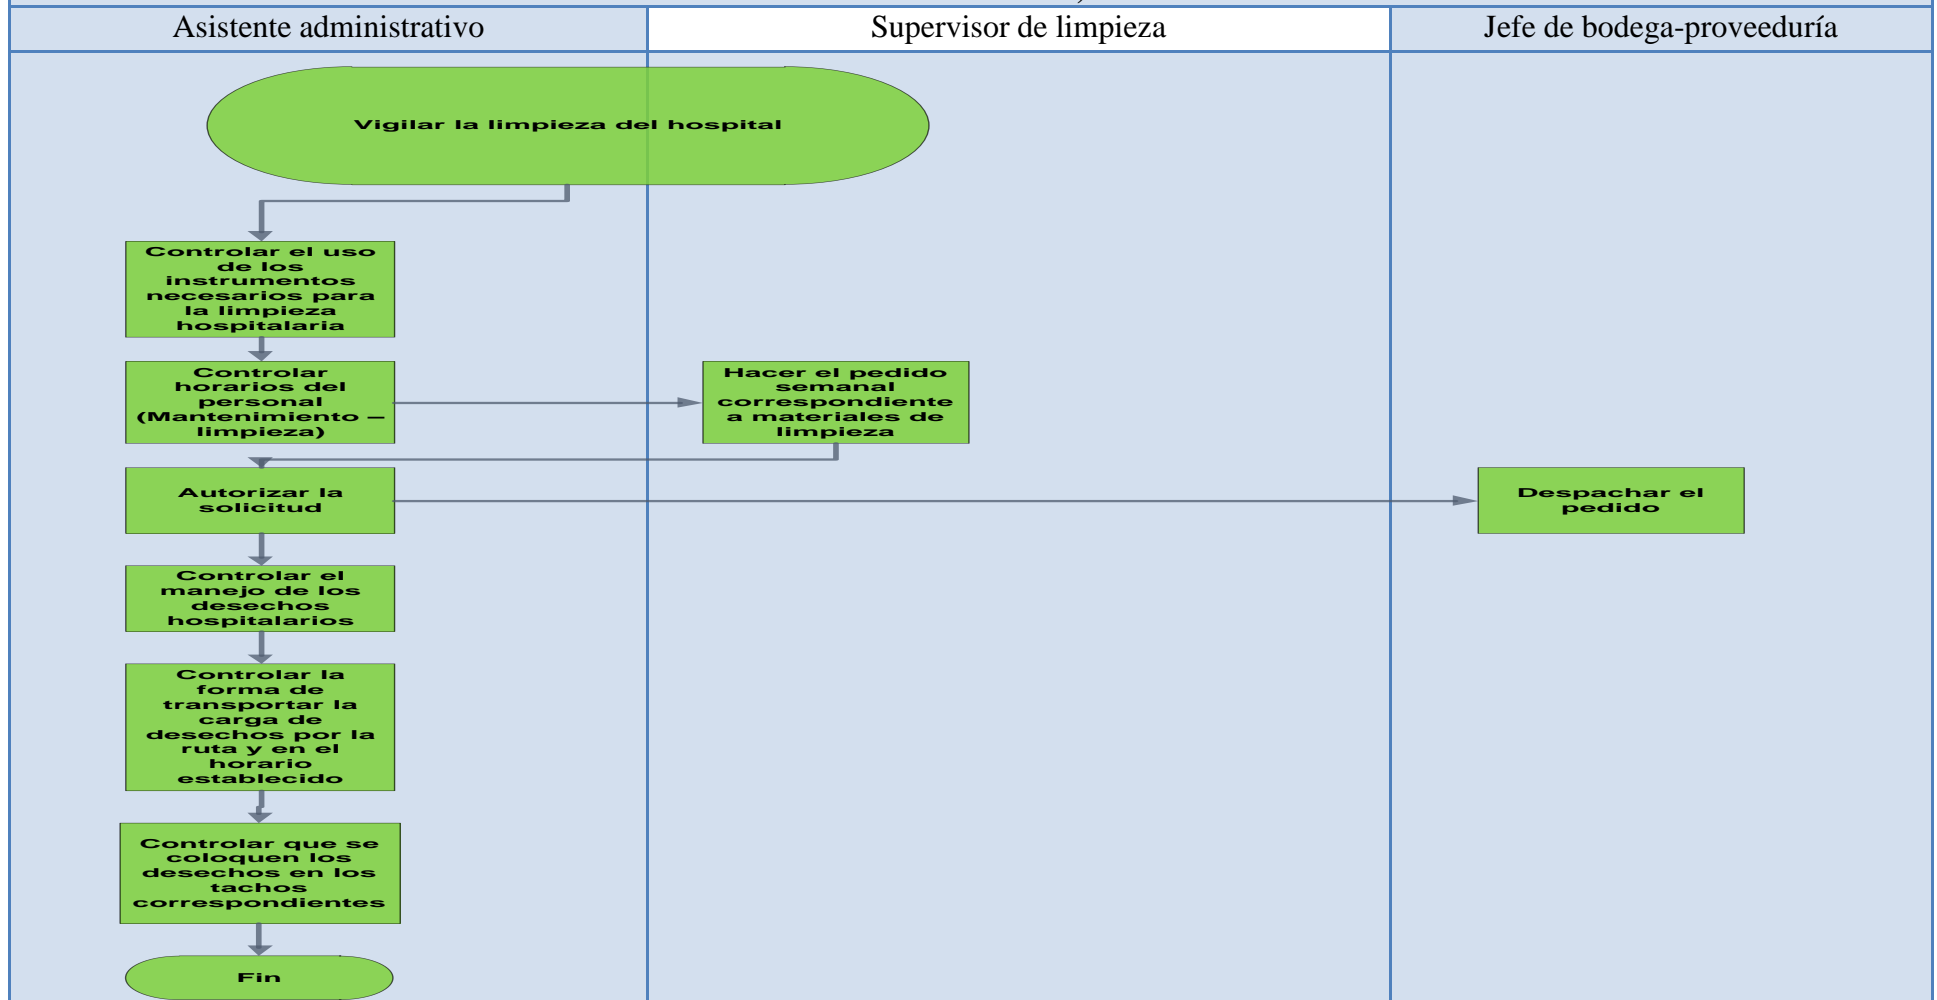 Asistente administrativo
Supervisor de limpieza
Jefe de bodega-proveeduría
Vigilar la limpieza del hospital
Controlar el uso
de los
instrumentos
necesarios para
la limpieza
hospitalaria
Controlar
horarios del
personal
(Mantenimiento –
limpieza)
Hacer el pedido
semanal
correspondiente
a materiales de
limpieza
Autorizar la
solicitud
Despachar el
pedido
Controlar el
manejo de los
desechos
hospitalarios
Controlar la
forma de
transportar la
carga de
desechos por la
ruta y en el
horario
establecido
Controlar que se
coloquen los
desechos en los
tachos
correspondientes
Fin